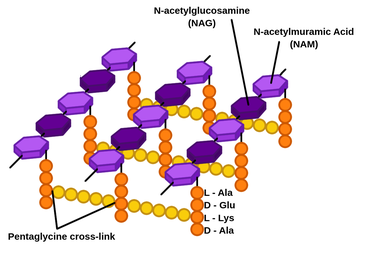 N-acetylglucosamine
(NAG)
N-acetylmuramic Acid
(NAM)
L - Ala
D - Glu
L - Lys
D - Ala
Pentaglycine cross-link